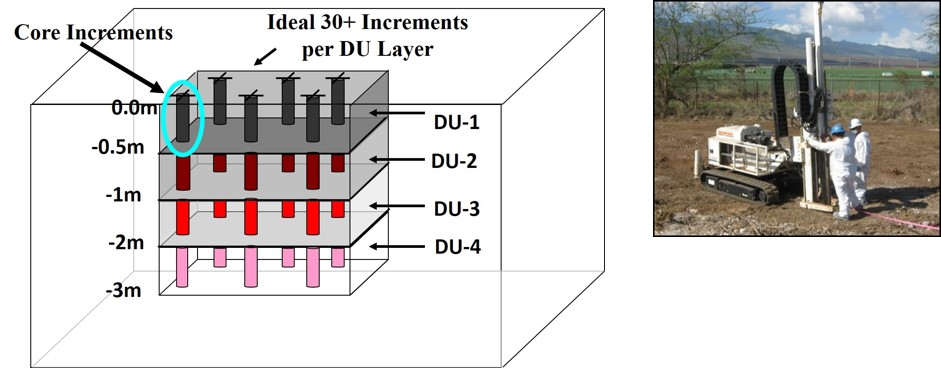 Core Increments
Ideal 30+ Increments
per DU Layer
0.0m
DU-1
-0.5m
DU-2
-1m
DU-3
-2m
DU-4
-3m